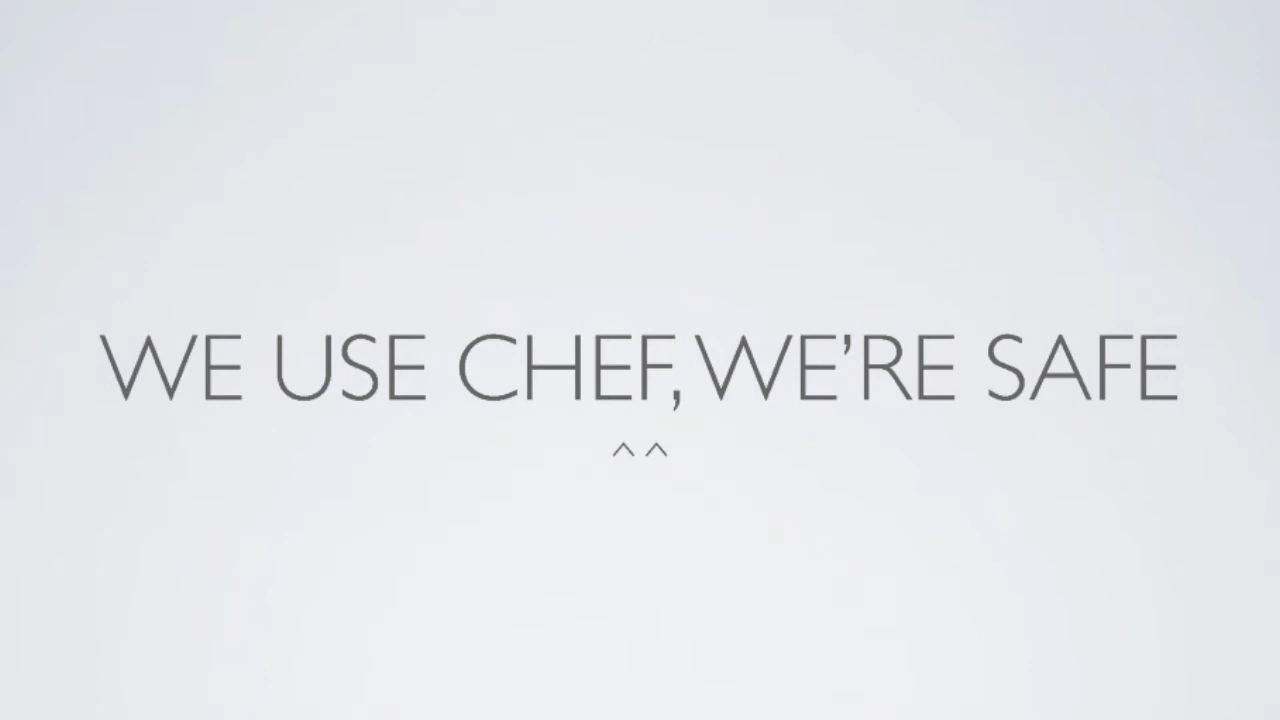 WE USE CHEF, WE’RE SAFE
^ ^